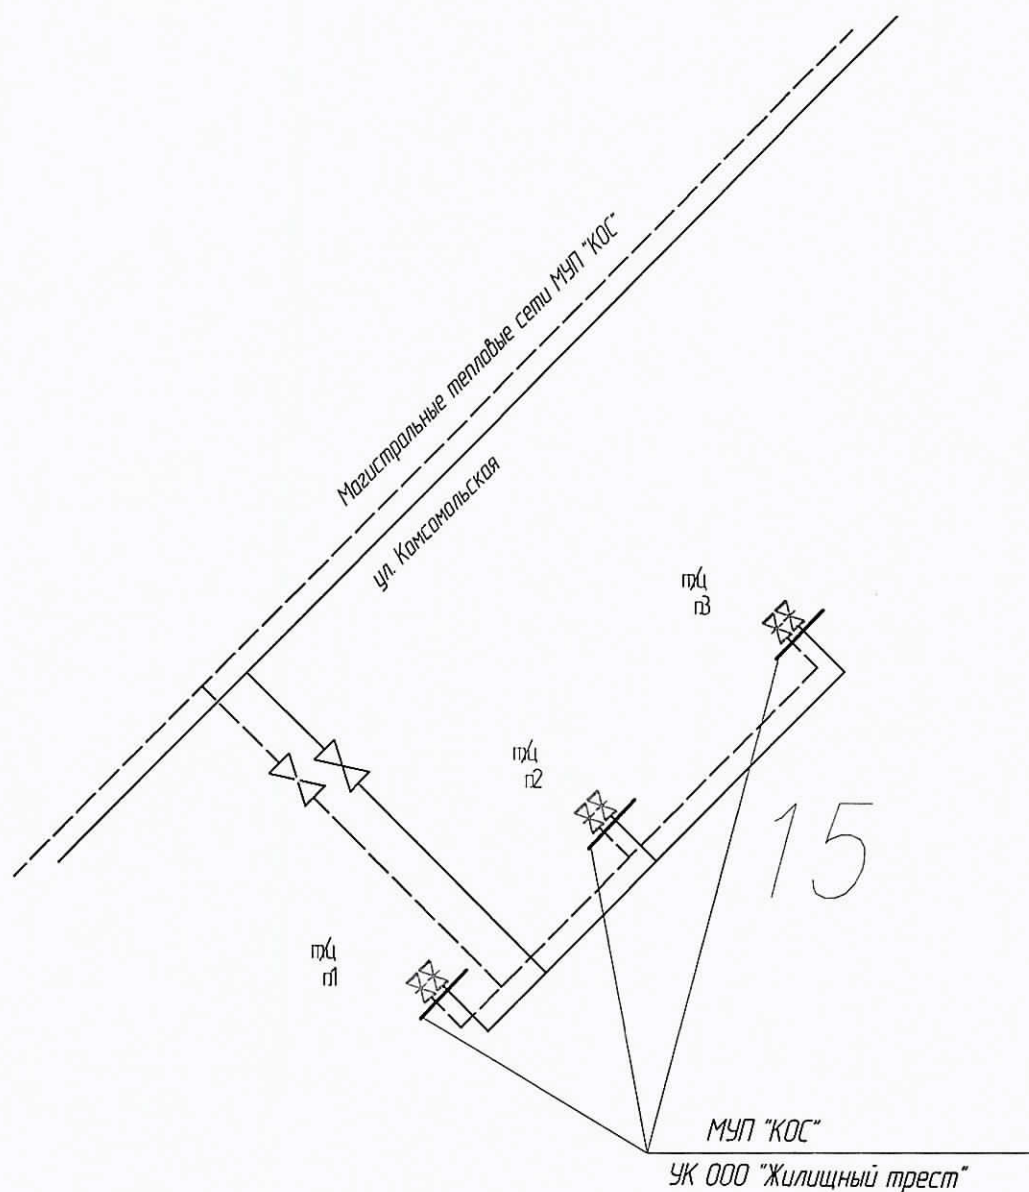 Магистральные тепловые сети МУП "КОС"
ул. Комсомольская
т/ц
п3
т/ц
п2
15
т/ц
п1
МУП "КОС"
УК ООО "Жилищный трест"